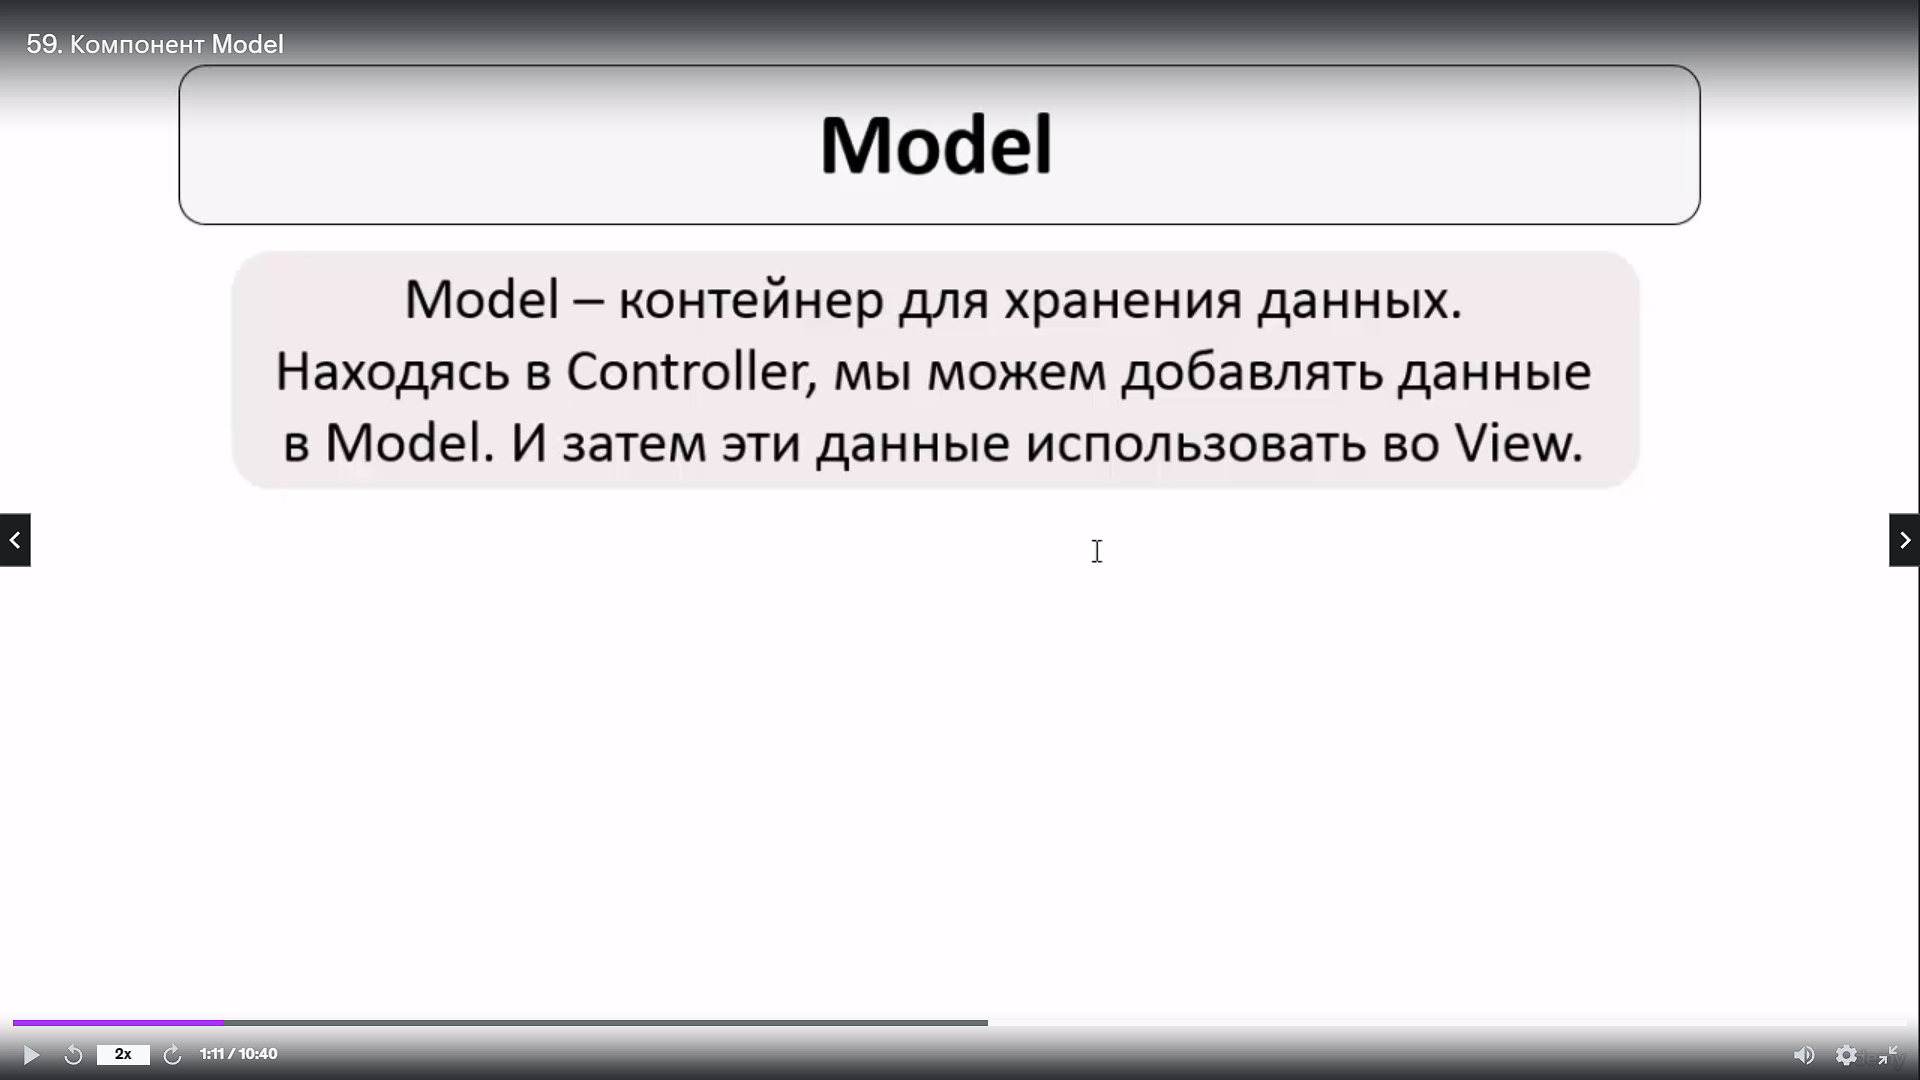 59. Компонент Model
Model
Model – контейнер для хранения данных.
Находясь в Controller, мы можем добавлять данные
в Model. И затем эти данные использовать во View.
2x
1:11 / 10:40